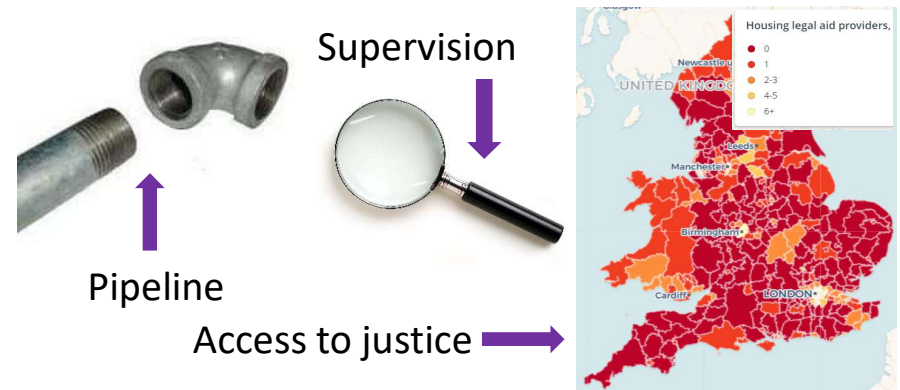 Supervision
Pipeline
Access to justice
Housing legal aid providers,
0
1
2-3
4-5
6+
Newcastle u
UNITED KINGDO
Leeds
Manchester
Birmingham
Cardiff
LONDON